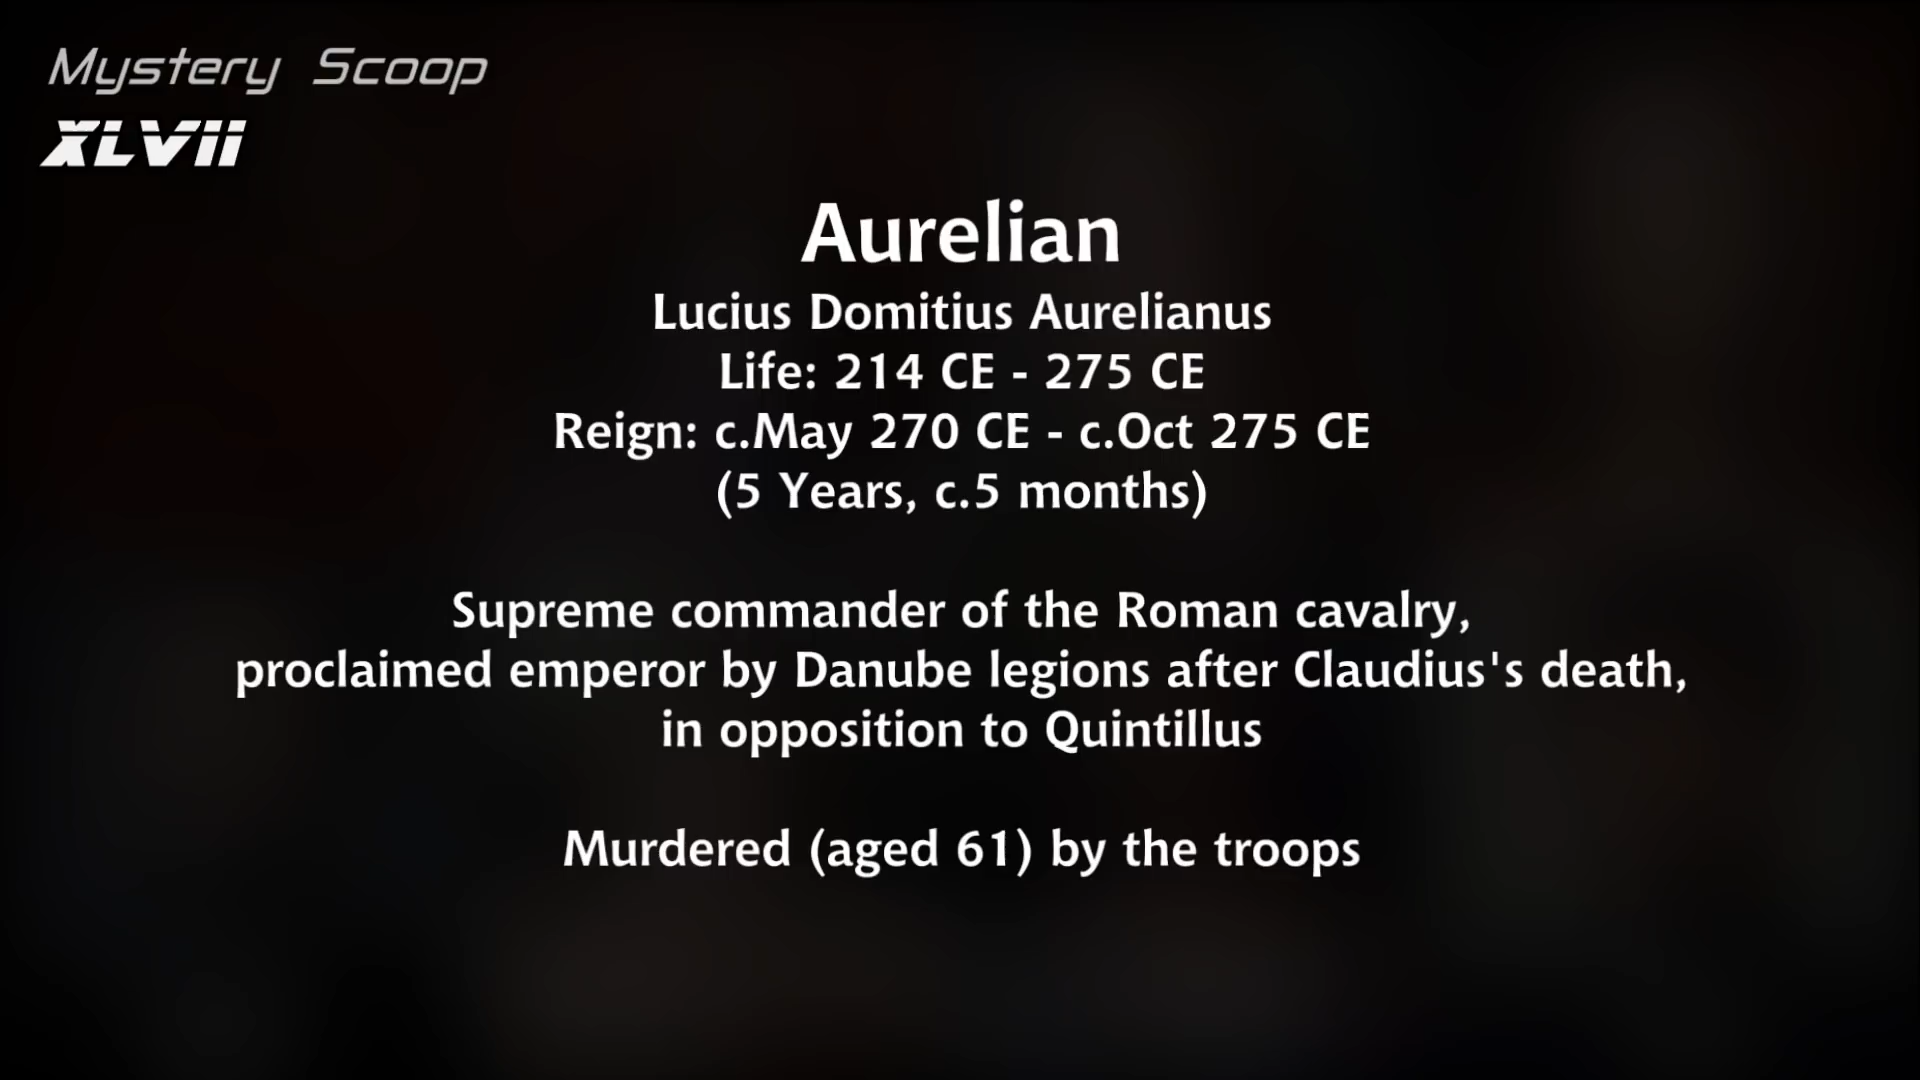 Mystery Scoop
XLVII
Aurelian
Lucius Domitius Aurelianus
Life: 214 CE - 275 CE
Reign: c.May 270 CE - c.Oct 275 CE
(5 Years, c.5 months)
Supreme commander of the Roman cavalry,
proclaimed emperor by Danube legions after Claudius's death,
in opposition to Quintillus
Murdered (aged 61) by the troops